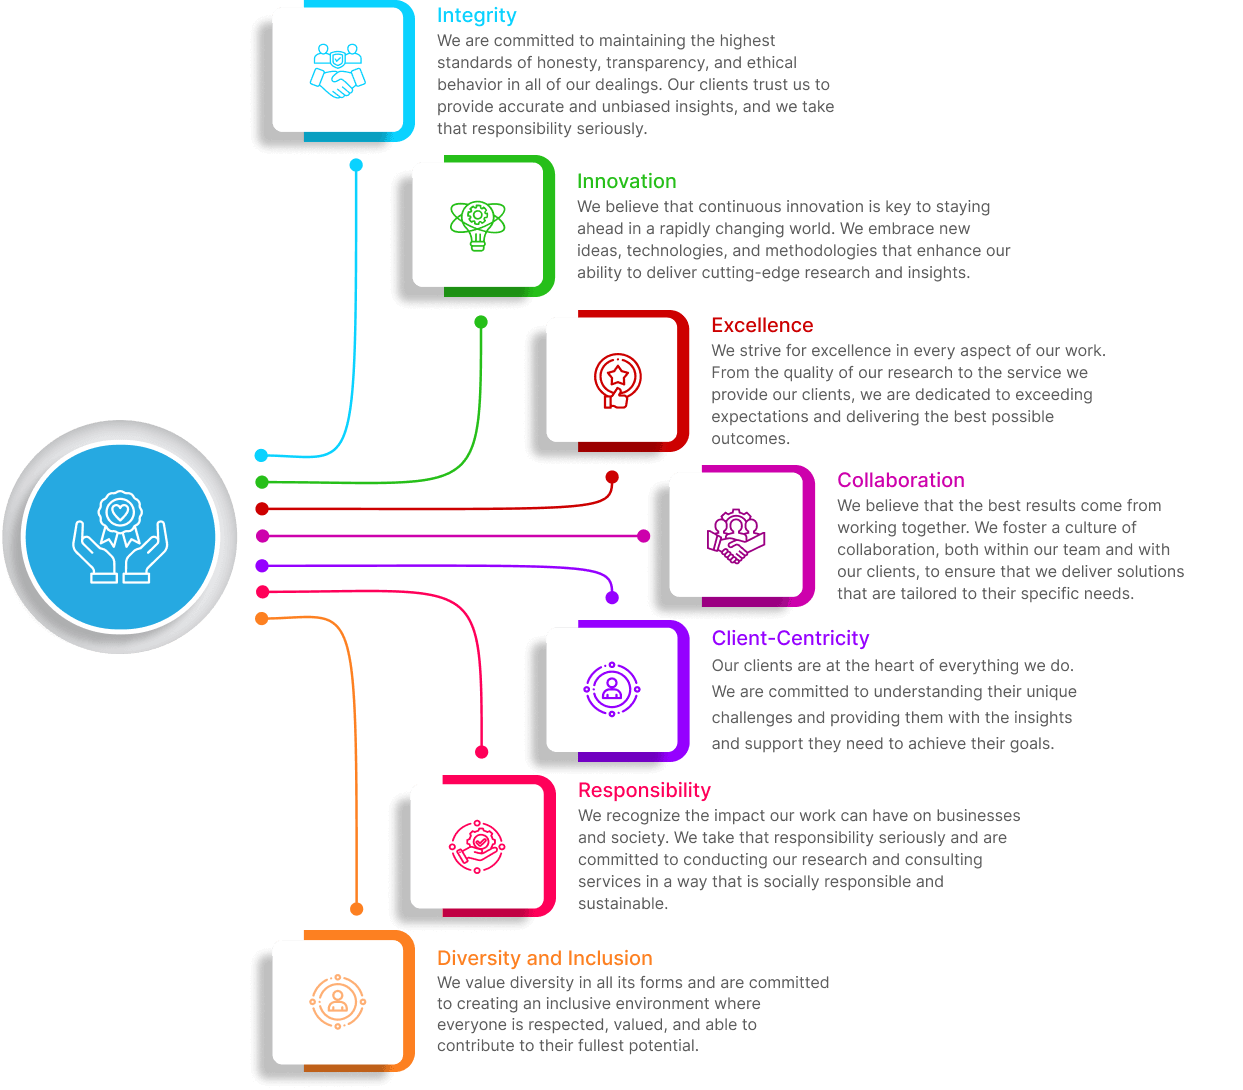 Integrity
We are committed to maintaining the highest
standards of honesty, transparency, and ethical
behavior in all of our dealings. Our clients trust us to
provide accurate and unbiased insights, and we take
that responsibility seriously.
Innovation
We believe that continuous innovation is key to staying
ahead in a rapidly changing world. We embrace new
ideas, technologies, and methodologies that enhance our
ability to deliver cutting-edge research and insights.
Excellence
We strive for excellence in every aspect of our work.
From the quality of our research to the service we
provide our clients, we are dedicated to exceeding
expectations and delivering the best possible
outcomes.
Collaboration
We believe that the best results come from
working together. We foster a culture of
collaboration, both within our team and with
our clients, to ensure that we deliver solutions
that are tailored to their specific needs.
Client-Centricity
Our clients are at the heart of everything we do.
We are committed to understanding their unique
challenges and providing them with the insights
and support they need to achieve their goals.
Responsibility
We recognize the impact our work can have on businesses
and society. We take that responsibility seriously and are
committed to conducting our research and consulting
services in a way that is socially responsible and
sustainable.
Diversity and Inclusion
We value diversity in all its forms and are committed
to creating an inclusive environment where
everyone is respected, valued, and able to
contribute to their fullest potential.